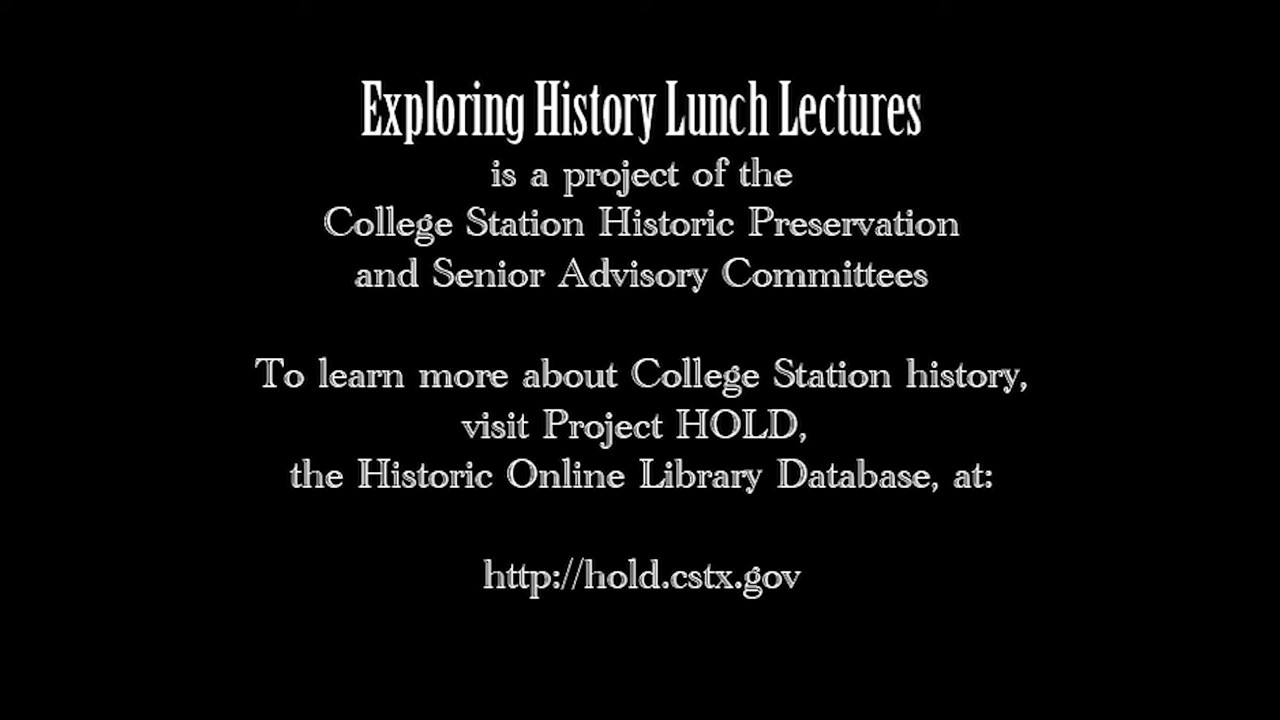 Exploring History Lunch Lectures
is a project of the
College Station Historic Preservation
and Senior Advisory Committees
To learn more about College Station history,
visit Project HOLD,
the Historic Online Library Database, at:
http://hold.cstx.gov